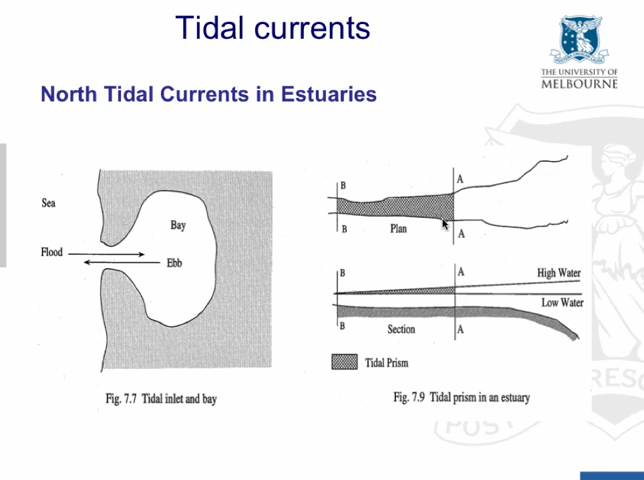 Tidal currents
THE UNIVERSITY OF
MELBOURNE
North Tidal Currents in Estuaries
Sea
Bay
Flood
Ebb
Fig. 7.7 Tidal inlet and bay
B
A
B
Plan
A
B
A
High Water
Low Water
B
Section
A
Tidal Prism
Fig. 7.9 Tidal prism in an estuary